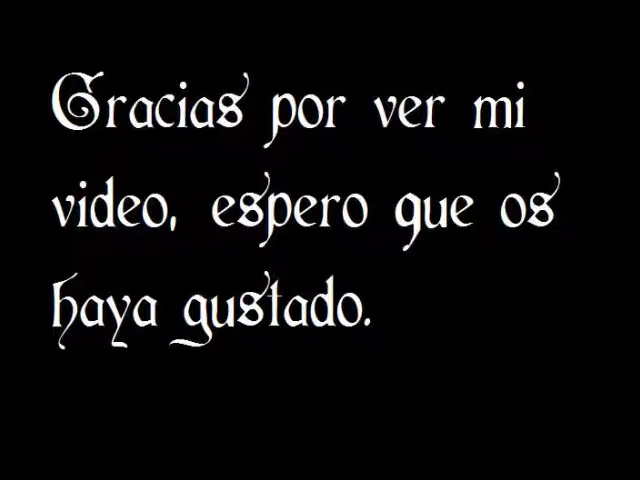 Gracias por ver mi
video, espero que os
haya gustado.